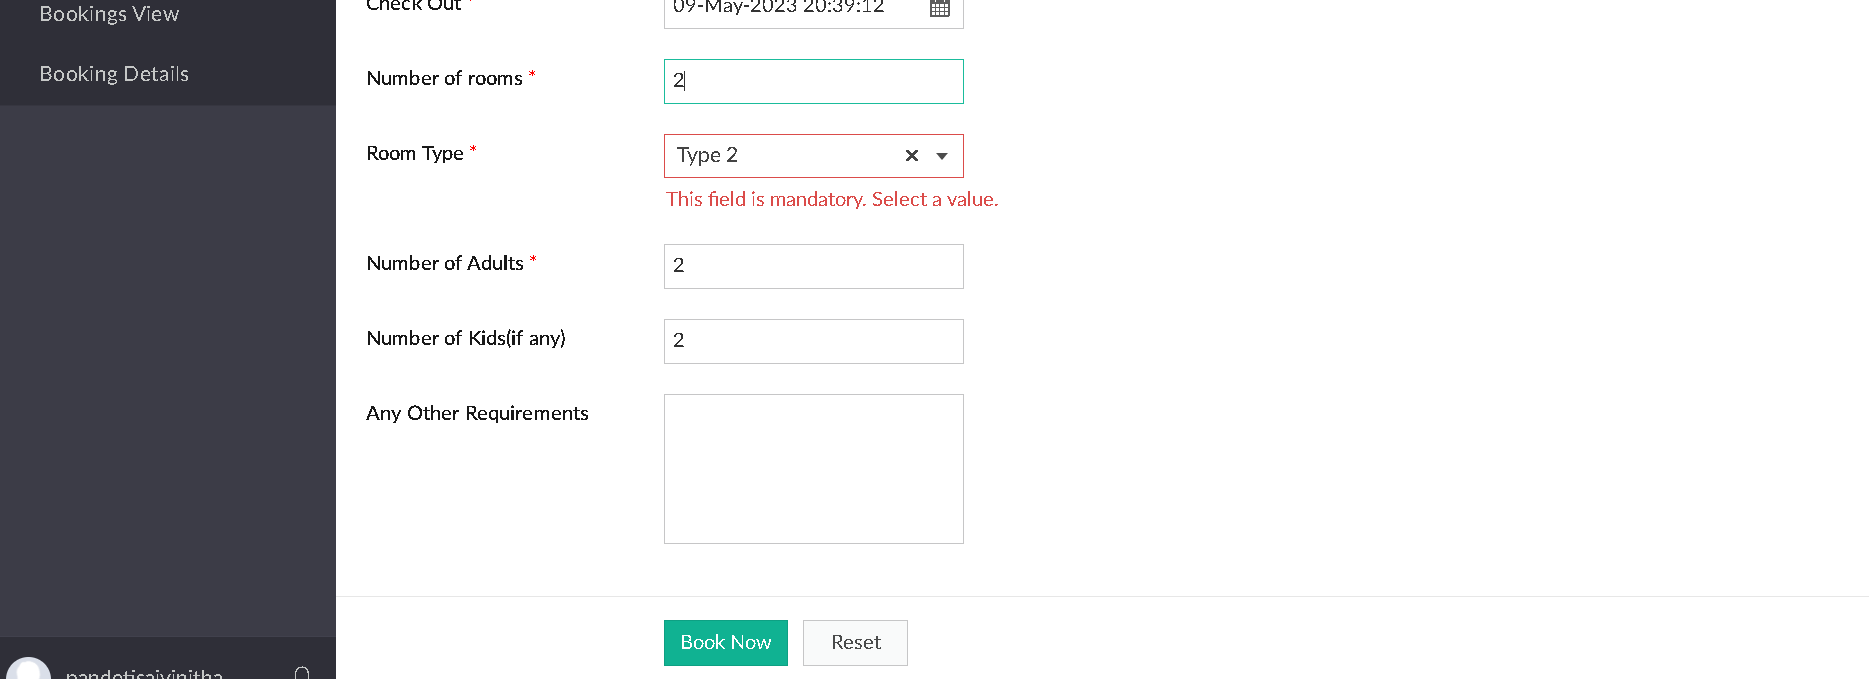 Bookings View
Booking Details
Check Out *
09-May-2023 20:39:12
Number of rooms *
2
Room Type *
Type 2
This field is mandatory. Select a value.
Number of Adults *
2
Number of Kids(if any)
2
Any Other Requirements
Book Now
Reset
pandotisaivinitha